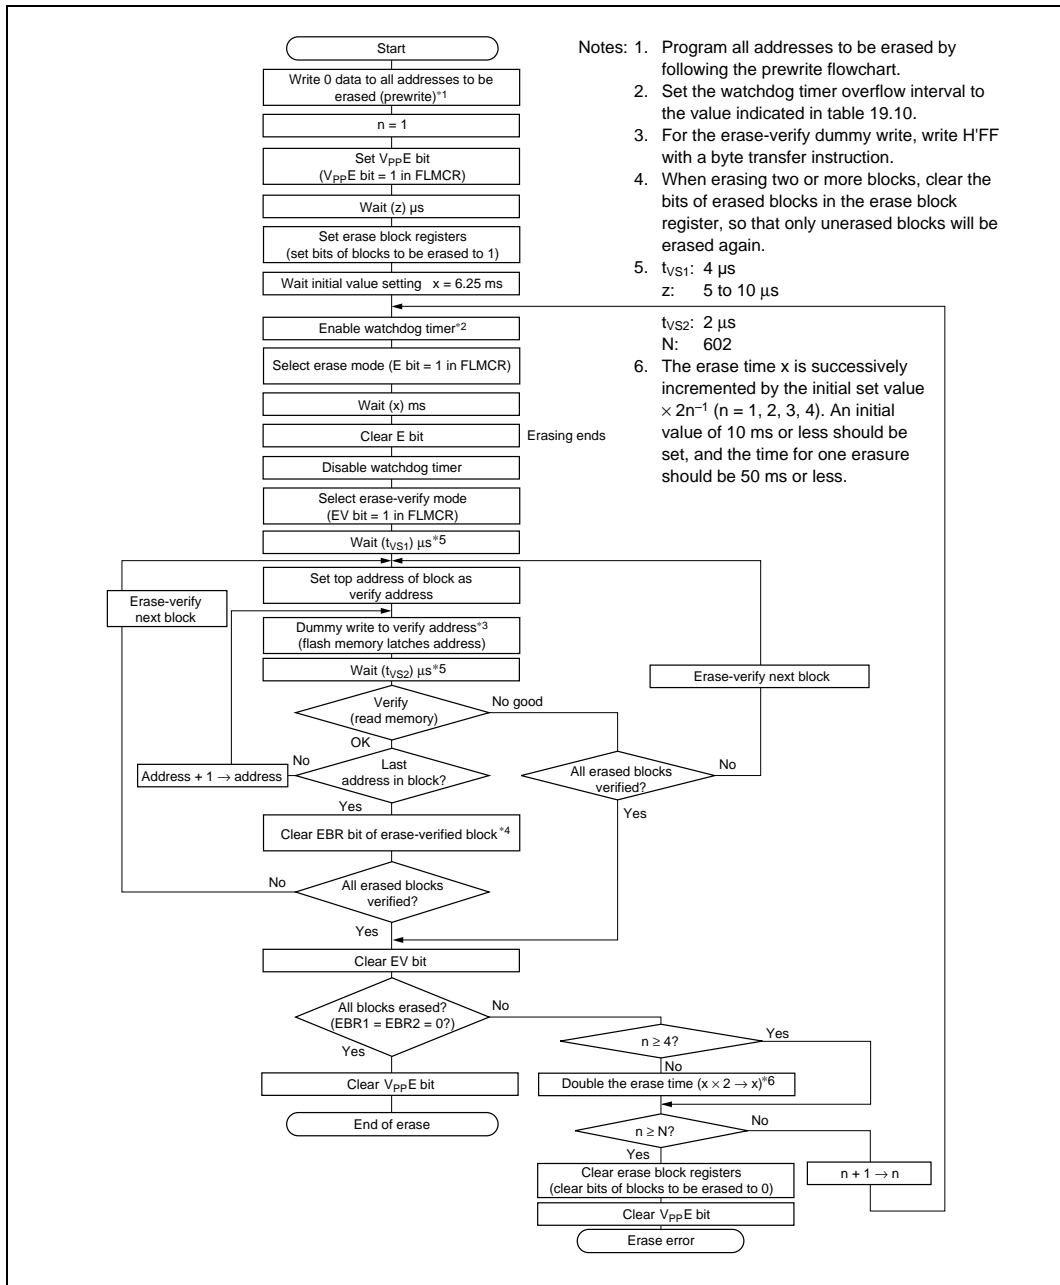 Start
Write 0 data to all addresses to be
erased (prewrite)*1
n = 1
Set VPPE bit
(VPPE bit = 1 in FLMCR)
Wait (z) µs
Set erase block registers
(set bits of blocks to be erased to 1)
Wait initial value setting x = 6.25 ms
Enable watchdog timer*2
Select erase mode (E bit = 1 in FLMCR)
Wait (x) ms
Clear E bit
Erasing ends
Disable watchdog timer
Select erase-verify mode
(EV bit = 1 in FLMCR)
Wait (tVS1) µs*5
Set top address of block as
verify address
Erase-verify
next block
Dummy write to verify address*3
(flash memory latches address)
Wait (tVS2) µs*5
Erase-verify next block
Verify
(read memory)
No good
OK
Last
address in block?
No
Address + 1 → address
All erased blocks
verified?
No
Yes
Yes
Clear EBR bit of erase-verified block*4
All erased blocks
verified?
No
Yes
Clear EV bit
All blocks erased?
(EBR1 = EBR2 = 0?)
No
Yes
n ≥ 4?
Yes
No
Clear VPPE bit
Double the erase time (x × 2 → x)*6
End of erase
n ≥ N?
No
Yes
Clear erase block registers
(clear bits of blocks to be erased to 0)
n + 1 → n
Clear VPPE bit
Erase error
Notes: 1. Program all addresses to be erased by
following the prewrite flowchart.
2. Set the watchdog timer overflow interval to
the value indicated in table 19.10.
3. For the erase-verify dummy write, write H'FF
with a byte transfer instruction.
4. When erasing two or more blocks, clear the
bits of erased blocks in the erase block
register, so that only unerased blocks will be
erased again.
5. tVS1: 4 µs
z: 5 to 10 µs
tVS2: 2 µs
N: 602
6. The erase time x is successively
incremented by the initial set value
× 2n–1 (n = 1, 2, 3, 4). An initial
value of 10 ms or less should be
set, and the time for one erasure
should be 50 ms or less.